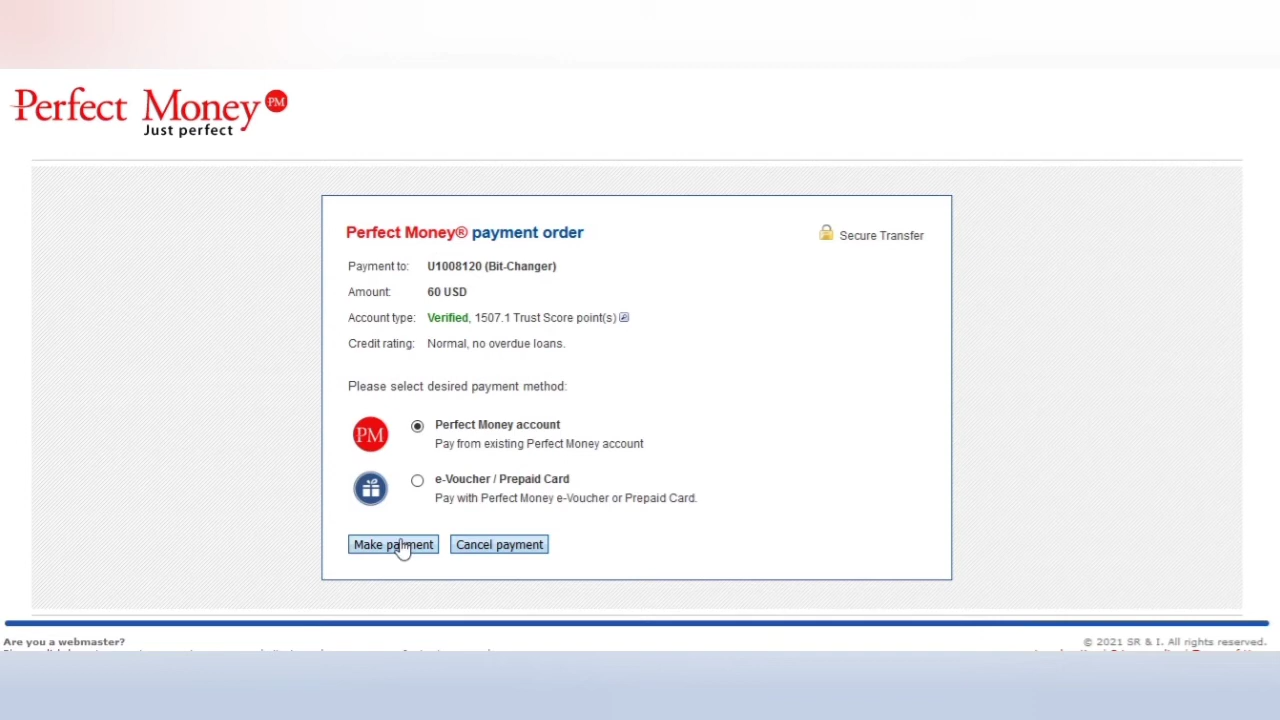 Perfect Money PM
Just perfect
Perfect Money® payment order
Secure Transfer
Payment to: U1008120 (Bit-Changer)
Amount: 60 USD
Account type: Verified, 1507.1 Trust Score point(s)
Credit rating: Normal, no overdue loans.
Please select desired payment method:
PM
Perfect Money account
Pay from existing Perfect Money account
e-Voucher / Prepaid Card
Pay with Perfect Money e-Voucher or Prepaid Card.
Make payment Cancel payment
Are you a webmaster?
© 2021 SR & I. All rights reserved.